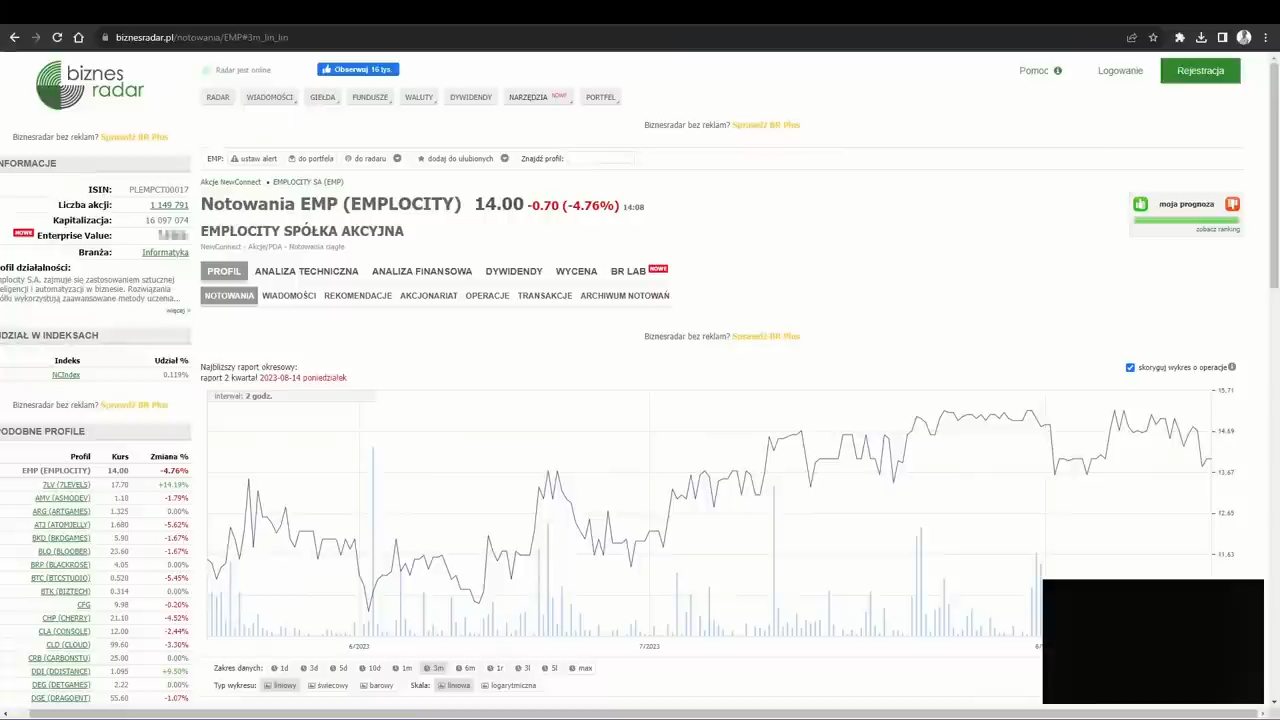 biznesradar.pl/notowania/EMP#3m_lin_lin
biznes radar
Radar jest online
Obserwuj 16 tys.
Pomoc
Logowanie
Rejestracja
RADAR WIADOMOŚCI GIEŁDA FUNDUSZE WALUTY DYWIDENDY NARZĘDZIA NOWY PORTFEL
Biznesradar bez reklam? Sprawdź BR Plus
Biznesradar bez reklam? Sprawdź BR Plus
EMP: ustaw alert do portfela do radaru dodaj do ulubionych Znajdź profil:
NFORMACJE
ISIN: PLEMPCT00017
Liczba akcji: 1 149 791
Kapitalizacja: 16 097 074
NOWE Enterprise Value:
Branża: Informatyka
ofil działalności:
mplocity S.A. zajmuje się zastosowaniem sztucznej
eligencji i automatyzacji w biznesie. Rozwiązania
ółki wykorzystują zaawansowane metody uczenia...
więcej »
Akcje NewConnect • EMPLOCITY SA (EMP)
Notowania EMP (EMPLOCITY) 14.00 -0.70 (-4.76%) 14:08
EMPLOCITY SPÓŁKA AKCYJNA
NewConnect - Akcje/PDA - Notowania ciągłe
moja prognoza
zobacz ranking
PROFIL ANALIZA TECHNICZNA ANALIZA FINANSOWA DYWIDENDY WYCENA BR LAB NOWE
NOTOWANIA WIADOMOŚCI REKOMENDACJE AKCJONARIAT OPERACJE TRANSAKCJE ARCHIWUM NOTOWAŃ
Biznesradar bez reklam? Sprawdź BR Plus
DZIAŁ W INDEKSACH
Indeks Udział %
NCIndex 0.119%
Biznesradar bez reklam? Sprawdź BR Plus
ODOBNE PROFILE
Profil Kurs Zmiana %
EMP (EMPLOCITY) 14.00 -4.76%
7LV (7LEVELS) 17.70 +14.19%
AMV (ASMODEV) 1.10 -1.79%
ARG (ARTGAMES) 1.325 0.00%
ATJ (ATOMJELLY) 1.680 -5.62%
BKD (BKDGAMES) 5.90 -1.67%
BLO (BLOOBER) 23.60 -1.67%
BRP (BLACKROSE) 4.05 0.00%
BTC (BTCSTUDIO) 0.520 -5.45%
BTK (BIZTECH) 0.314 0.00%
CFG 9.98 -0.20%
CHP (CHERRY) 21.10 -4.52%
CLA (CONSOLE) 12.00 -2.44%
CLD (CLOUD) 99.60 -3.30%
CRB (CARBONSTU) 25.00 0.00%
DDI (DDISTANCE) 1.095 +9.50%
DEG (DETGAMES) 2.22 0.00%
DGE (DRAGOENT) 55.60 -1.07%
Najbliższy raport okresowy:
raport 2 kwartał 2023-08-14 poniedziałek
skoryguj wykres o operacje
Interwał: 2 godz.
15.71
14.69
13.67
12.65
11.63
6/2023 7/2023
Zakres danych: 1d 3d 5d 10d 1m 3m 6m 1r 3l 5l max
Typ wykresu: liniowy świecowy barowy Skala: liniowa logarytmiczna